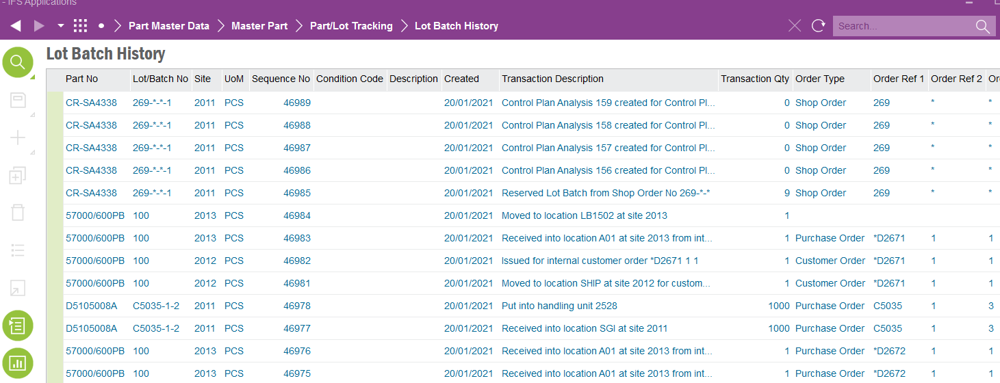 - IFS Applications
Part Master Data Master Part Part/Lot Tracking Lot Batch History Search...
Lot Batch History
Part No Lot/Batch No Site UoM Sequence No Condition Code Description Created Transaction Description Transaction Qty Order Type Order Ref 1 Order Ref 2 Or
CR-SA4338 269-*-*-1 2011 PCS 46989 20/01/2021 Control Plan Analysis 159 created for Control Pl... 0 Shop Order 269 * *
CR-SA4338 269-*-*-1 2011 PCS 46988 20/01/2021 Control Plan Analysis 158 created for Control Pl... 0 Shop Order 269 * *
CR-SA4338 269-*-*-1 2011 PCS 46987 20/01/2021 Control Plan Analysis 157 created for Control Pl... 0 Shop Order 269 * *
CR-SA4338 269-*-*-1 2011 PCS 46986 20/01/2021 Control Plan Analysis 156 created for Control Pl... 0 Shop Order 269 * *
CR-SA4338 269-*-*-1 2011 PCS 46985 20/01/2021 Reserved Lot Batch from Shop Order No 269-*-* 9 Shop Order 269 * *
57000/600PB 100 2013 PCS 46984 20/01/2021 Moved to location LB1502 at site 2013 1
57000/600PB 100 2013 PCS 46983 20/01/2021 Received into location A01 at site 2013 from int... 1 Purchase Order *D2671 1 1
57000/600PB 100 2012 PCS 46982 20/01/2021 Issued for internal customer order *D2671 1 1 1 Customer Order *D2671 1 1
57000/600PB 100 2012 PCS 46981 20/01/2021 Moved to location SHIP at site 2012 for custom... 1 Customer Order *D2671 1 1
D5105008A C5035-1-2 2011 PCS 46978 20/01/2021 Put into handling unit 2528 1000 Purchase Order C5035 1 3
D5105008A C5035-1-2 2011 PCS 46977 20/01/2021 Received into location SGI at site 2011 1000 Purchase Order C5035 1 3
57000/600PB 100 2013 PCS 46976 20/01/2021 Received into location A01 at site 2013 from int... 1 Purchase Order *D2672 1 1
57000/600PB 100 2013 PCS 46975 20/01/2021 Received into location A01 at site 2013 from int... 1 Purchase Order *D2672 1 1